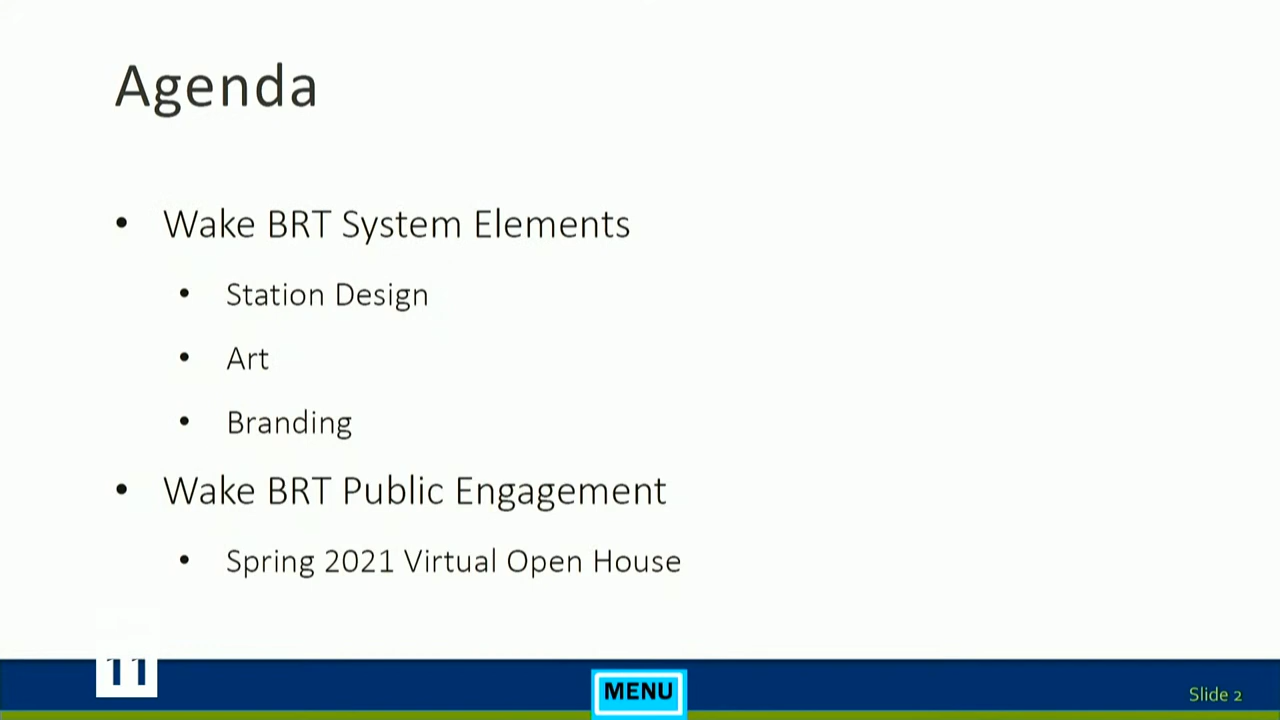 Agenda
• Wake BRT System Elements
• Station Design
• Art
• Branding
• Wake BRT Public Engagement
• Spring 2021 Virtual Open House
11
MENU
Slide 2